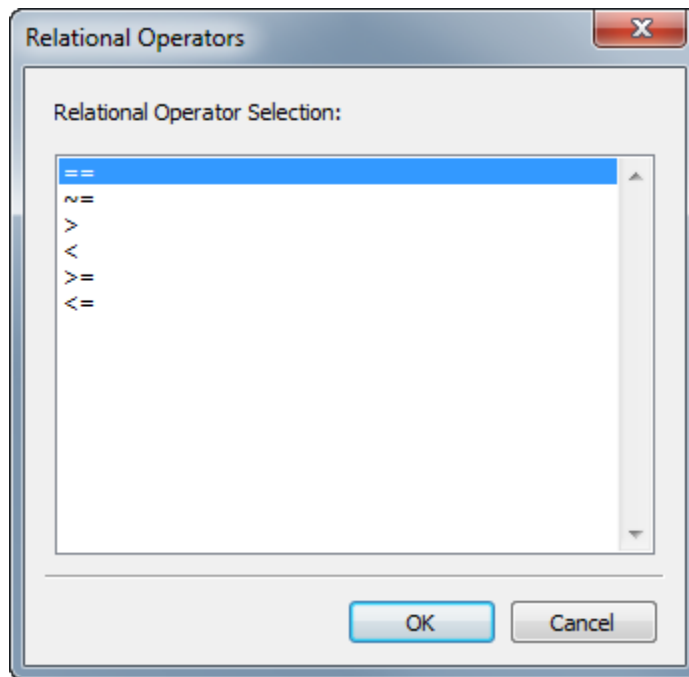 Relational Operators
Relational Operator Selection:
==
~=
>
<
>=
<=
OK
Cancel